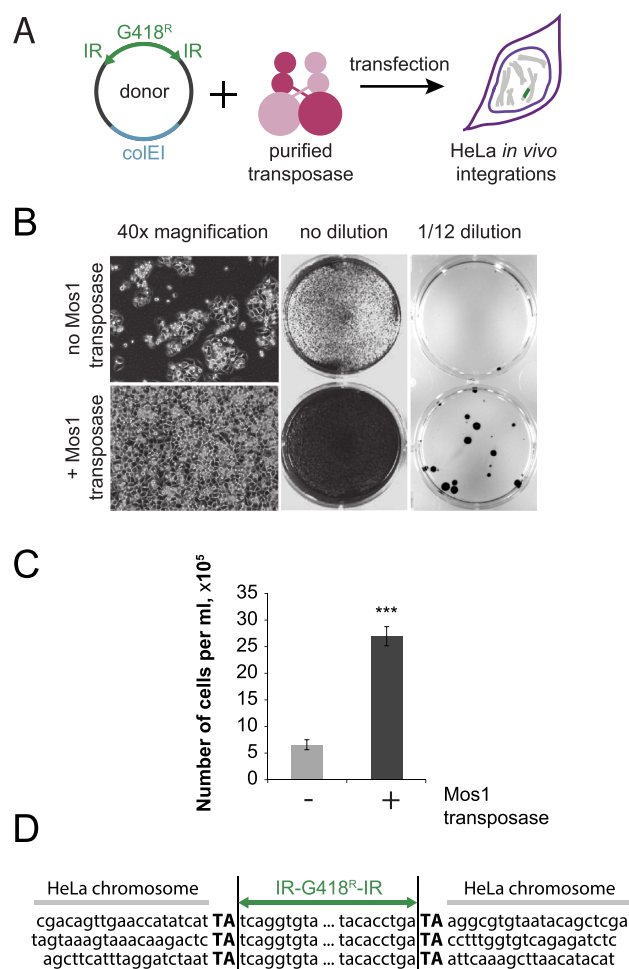 A
G418R
IR IR
donor
colEI
+
purified
transposase
transfection
HeLa in vivo
integrations
B
40x magnification no dilution 1/12 dilution
no Mos1
transposase
+ Mos1
transposase
C
Number of cells per ml, x10⁵
35
30
25
20
15
10
5
0
***
- +
Mos1
transposase
D
HeLa chromosome IR-G418ᴿ-IR HeLa chromosome
cgacagttgaaccatatcat TA tcaggtgta ... tacacctga TA aggcgtgtaatacagctcga
tagtaaagtaaacaagactc TA tcaggtgta ... tacacctga TA cctttggtgtcagagatctc
agcttcatttaggatctaat TA tcaggtgta ... tacacctga TA attcaaagcttaacatacat